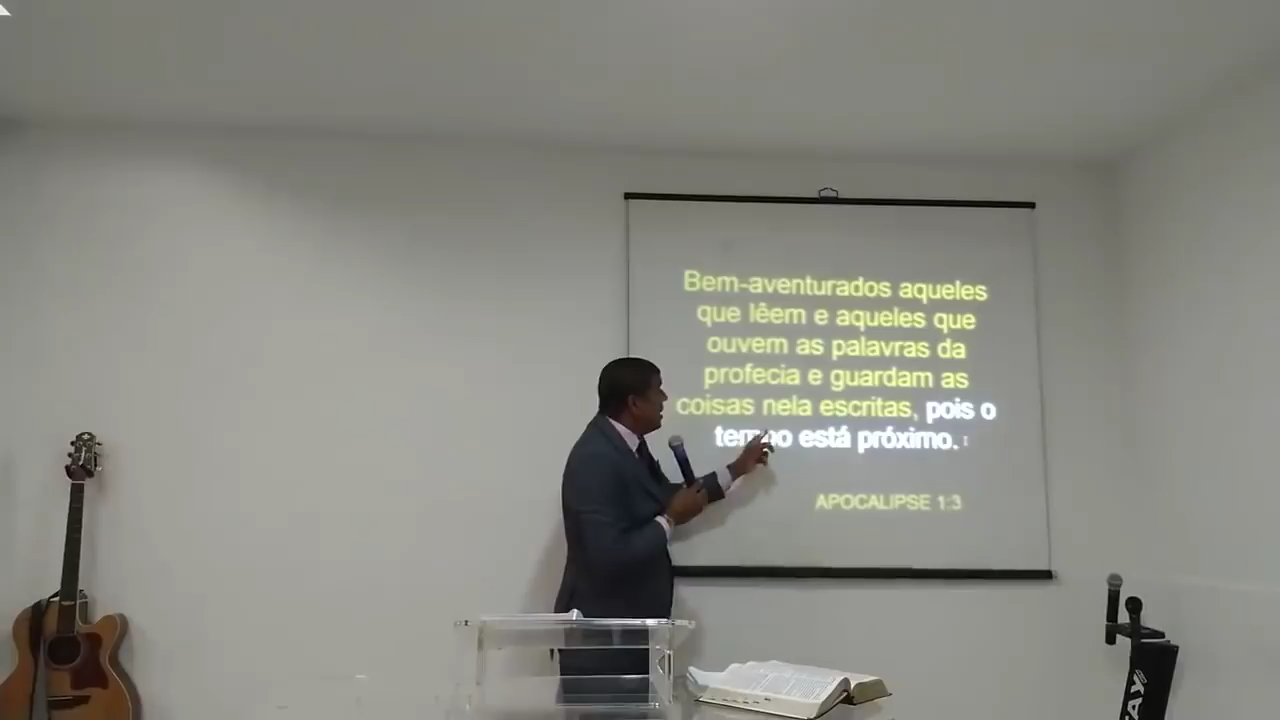 Bem-aventurados aqueles
que lêem e aqueles que
ouvem as palavras da
profecia e guardam as
coisas nela escritas, pois o
tempo está próximo.
APOCALIPSE 1:3